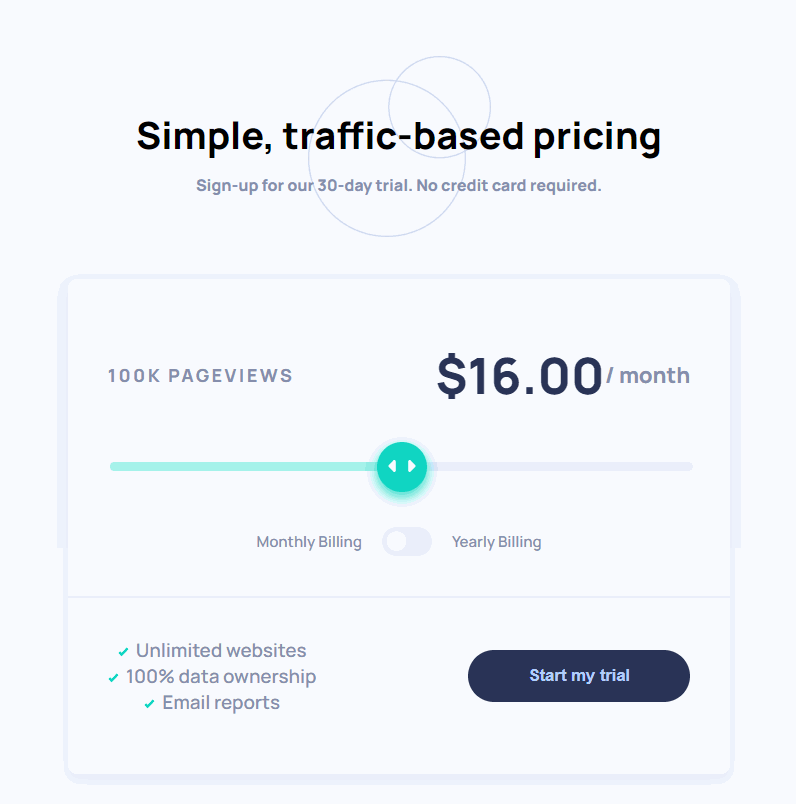 Simple, traffic-based pricing
Sign-up for our 30-day trial. No credit card required.
100K PAGEVIEWS
$16.00/ month
Monthly Billing
Yearly Billing
Unlimited websites
100% data ownership
Email reports
Start my trial